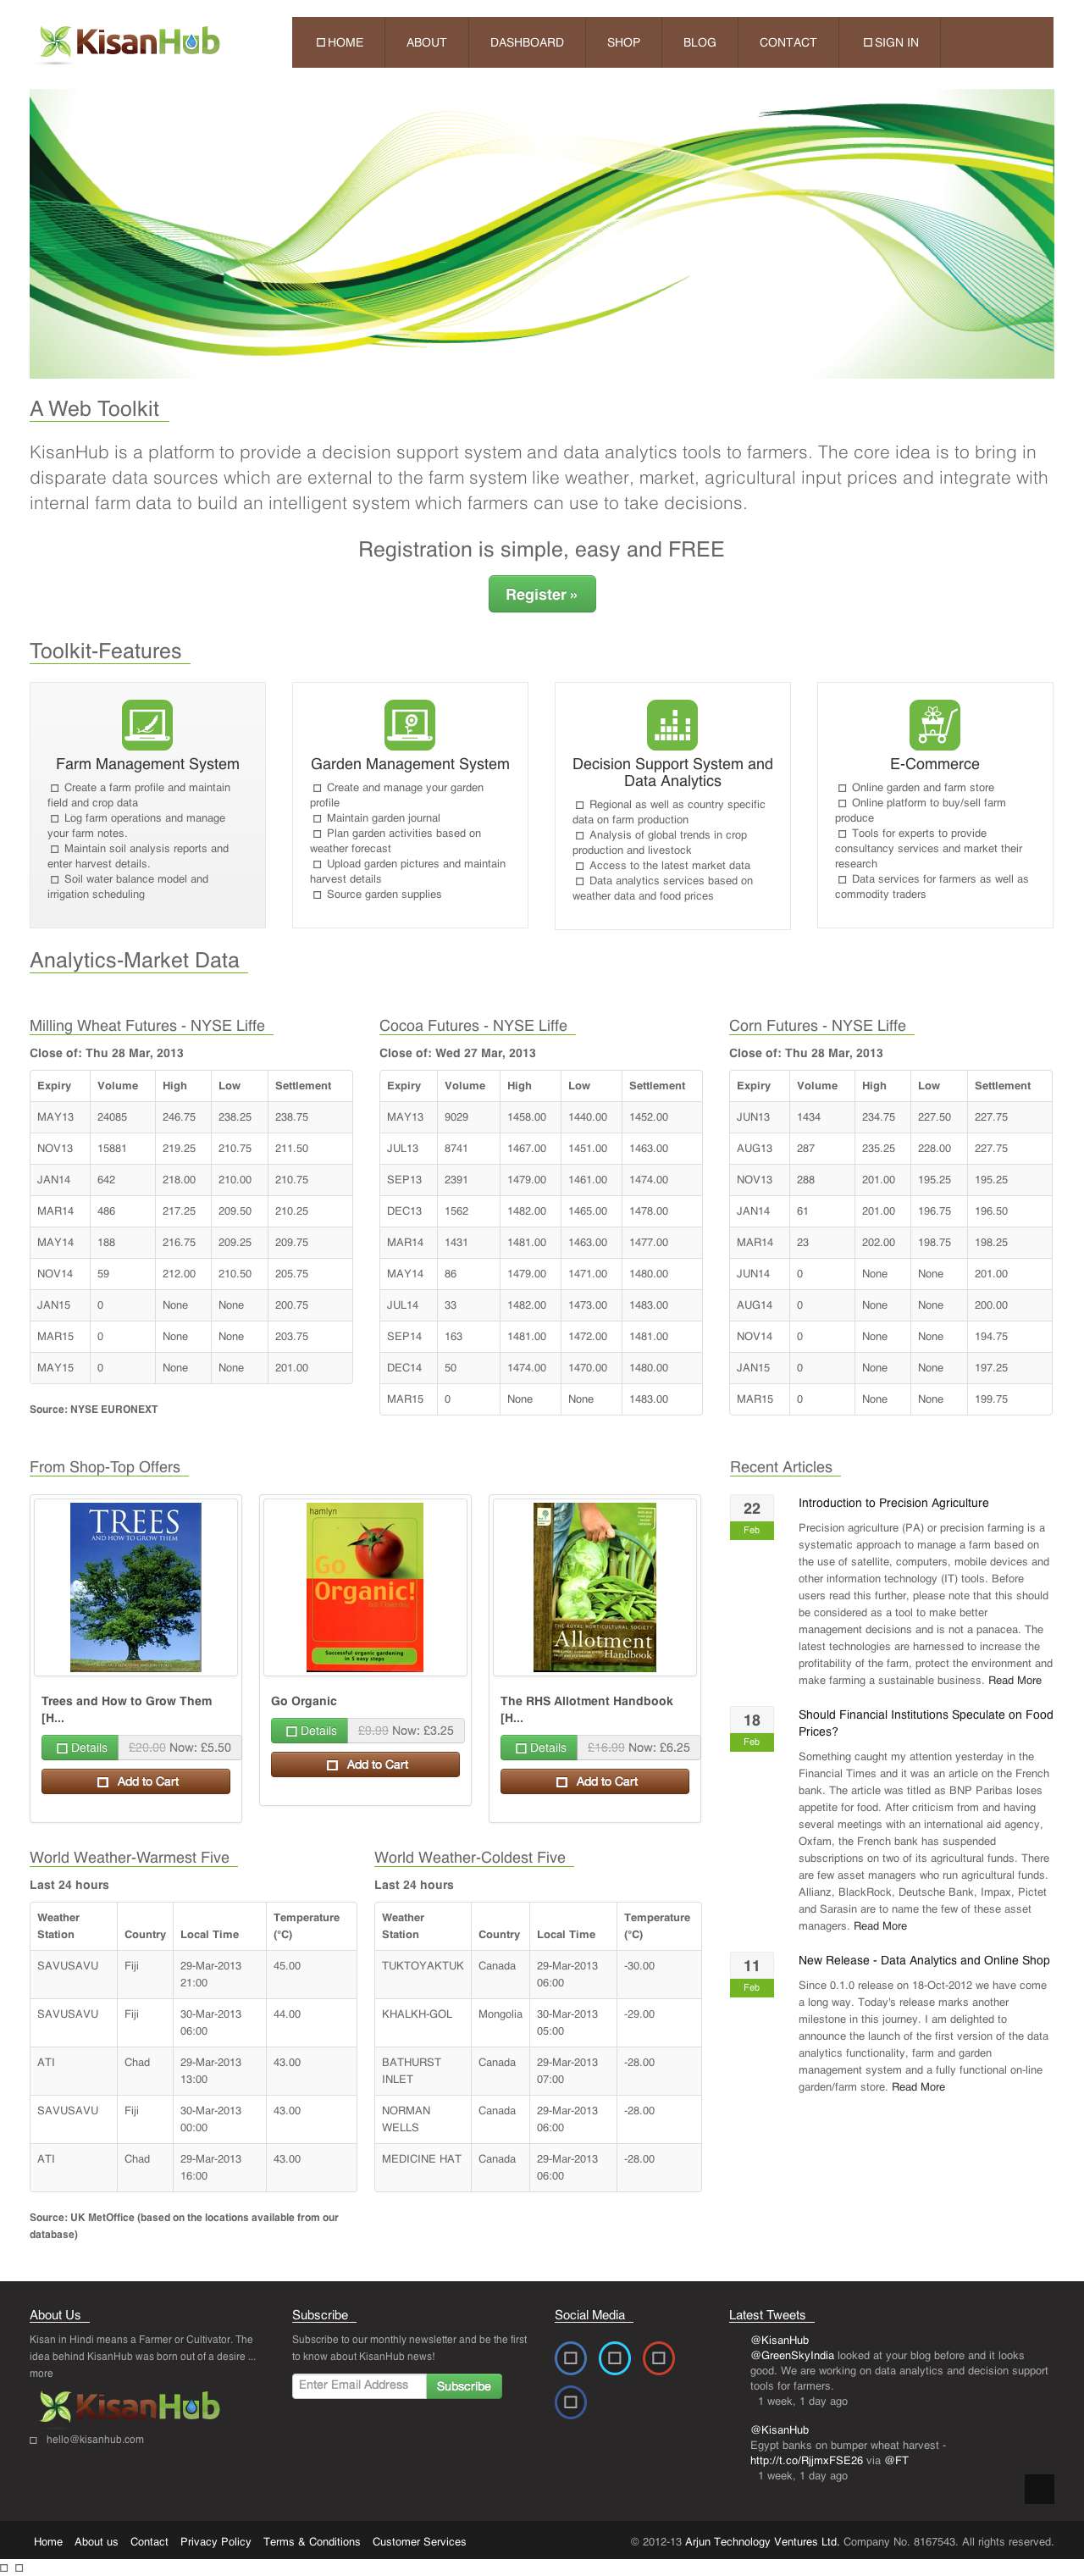 KisanHub
HOME ABOUT DASHBOARD SHOP BLOG CONTACT SIGN IN
A Web Toolkit
KisanHub is a platform to provide a decision support system and data analytics tools to farmers. The core idea is to bring in
disparate data sources which are external to the farm system like weather, market, agricultural input prices and integrate with
internal farm data to build an intelligent system which farmers can use to take decisions.
Registration is simple, easy and FREE
Register »
Toolkit-Features
Farm Management System
Create a farm profile and maintain
field and crop data
Log farm operations and manage
your farm notes.
Maintain soil analysis reports and
enter harvest details.
Soil water balance model and
irrigation scheduling
Garden Management System
Create and manage your garden
profile
Maintain garden journal
Plan garden activities based on
weather forecast
Upload garden pictures and maintain
harvest details
Source garden supplies
Decision Support System and
Data Analytics
Regional as well as country specific
data on farm production
Analysis of global trends in crop
production and livestock
Access to the latest market data
Data analytics services based on
weather data and food prices
E-Commerce
Online garden and farm store
Online platform to buy/sell farm
produce
Tools for experts to provide
consultancy services and market their
research
Data services for farmers as well as
commodity traders
Analytics-Market Data
Milling Wheat Futures - NYSE Liffe
Close of: Thu 28 Mar, 2013
Expiry Volume High Low Settlement
MAY13 24085 246.75 238.25 238.75
NOV13 15881 219.25 210.75 211.50
JAN14 642 218.00 210.00 210.75
MAR14 486 217.25 209.50 210.25
MAY14 188 216.75 209.25 209.75
NOV14 59 212.00 210.50 205.75
JAN15 0 None None 200.75
MAR15 0 None None 203.75
MAY15 0 None None 201.00
Source: NYSE EURONEXT
Cocoa Futures - NYSE Liffe
Close of: Wed 27 Mar, 2013
Expiry Volume High Low Settlement
MAY13 9029 1458.00 1440.00 1452.00
JUL13 8741 1467.00 1451.00 1463.00
SEP13 2391 1479.00 1461.00 1474.00
DEC13 1562 1482.00 1465.00 1478.00
MAR14 1431 1481.00 1463.00 1477.00
MAY14 86 1479.00 1471.00 1480.00
JUL14 33 1482.00 1473.00 1483.00
SEP14 163 1481.00 1472.00 1481.00
DEC14 50 1474.00 1470.00 1480.00
MAR15 0 None None 1483.00
Corn Futures - NYSE Liffe
Close of: Thu 28 Mar, 2013
Expiry Volume High Low Settlement
JUN13 1434 234.75 227.50 227.75
AUG13 287 235.25 228.00 227.75
NOV13 288 201.00 195.25 195.25
JAN14 61 201.00 196.75 196.50
MAR14 23 202.00 198.75 198.25
JUN14 0 None None 201.00
AUG14 0 None None 200.00
NOV14 0 None None 194.75
JAN15 0 None None 197.25
MAR15 0 None None 199.75
From Shop-Top Offers
TREES
AND HOW TO GROW THEM
Trees and How to Grow Them
[H...
Details £20.00 Now: £5.50
Add to Cart
hamlyn
Go
Organic!
Successful organic gardening
in 5 easy steps
Go Organic
Details £9.99 Now: £3.25
Add to Cart
THE ROYAL HORTICULTURAL SOCIETY
Allotment
Handbook
The RHS Allotment Handbook
[H...
Details £16.99 Now: £6.25
Add to Cart
Recent Articles
22
Feb
Introduction to Precision Agriculture
Precision agriculture (PA) or precision farming is a
systematic approach to manage a farm based on
the use of satellite, computers, mobile devices and
other information technology (IT) tools. Before
users read this further, please note that this should
be considered as a tool to make better
management decisions and is not a panacea. The
latest technologies are harnessed to increase the
profitability of the farm, protect the environment and
make farming a sustainable business. Read More
18
Feb
Should Financial Institutions Speculate on Food
Prices?
Something caught my attention yesterday in the
Financial Times and it was an article on the French
bank. The article was titled as BNP Paribas loses
appetite for food. After criticism from and having
several meetings with an international aid agency,
Oxfam, the French bank has suspended
subscriptions on two of its agricultural funds. There
are few asset managers who run agricultural funds.
Allianz, BlackRock, Deutsche Bank, Impax, Pictet
and Sarasin are to name the few of these asset
managers. Read More
11
Feb
New Release - Data Analytics and Online Shop
Since 0.1.0 release on 18-Oct-2012 we have come
a long way. Today's release marks another
milestone in this journey. I am delighted to
announce the launch of the first version of the data
analytics functionality, farm and garden
management system and a fully functional on-line
garden/farm store. Read More
World Weather-Warmest Five
Last 24 hours
Weather
Station Country Local Time Temperature
(°C)
SAVUSAVU Fiji 29-Mar-2013
21:00 45.00
SAVUSAVU Fiji 30-Mar-2013
06:00 44.00
ATI Chad 29-Mar-2013
13:00 43.00
SAVUSAVU Fiji 30-Mar-2013
00:00 43.00
ATI Chad 29-Mar-2013
16:00 43.00
Source: UK MetOffice (based on the locations available from our
database)
World Weather-Coldest Five
Last 24 hours
Weather
Station Country Local Time Temperature
(°C)
TUKTOYAKTUK Canada 29-Mar-2013
06:00 -30.00
KHALKH-GOL Mongolia 30-Mar-2013
05:00 -29.00
BATHURST
INLET Canada 29-Mar-2013
07:00 -28.00
NORMAN
WELLS Canada 29-Mar-2013
06:00 -28.00
MEDICINE HAT Canada 29-Mar-2013
06:00 -28.00
About Us
Kisan in Hindi means a Farmer or Cultivator. The
idea behind KisanHub was born out of a desire ...
more
KisanHub
hello@kisanhub.com
Subscribe
Subscribe to our monthly newsletter and be the first
to know about KisanHub news!
Enter Email Address Subscribe
Social Media
Latest Tweets
@KisanHub
@GreenSkyIndia looked at your blog before and it looks
good. We are working on data analytics and decision support
tools for farmers.
1 week, 1 day ago
@KisanHub
Egypt banks on bumper wheat harvest -
http://t.co/RjjmxFSE26 via @FT
1 week, 1 day ago
Home About us Contact Privacy Policy Terms & Conditions Customer Services
© 2012-13 Arjun Technology Ventures Ltd. Company No. 8167543. All rights reserved.